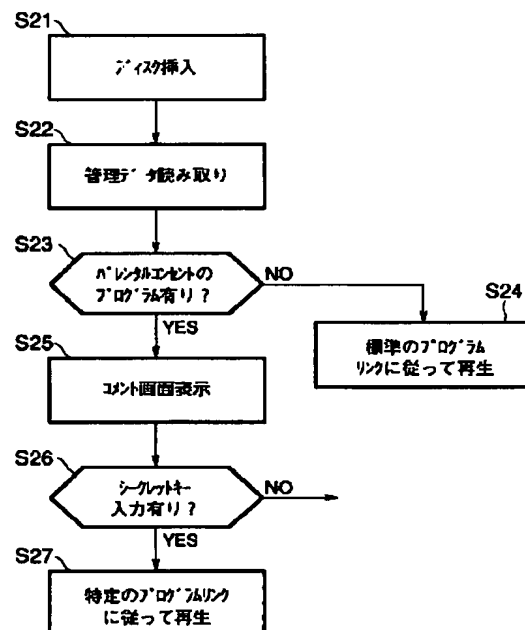 S21
ディスク挿入
S22
管理データ読み取り
S23
パレンタルコンセントの
プログラム有り？
NO
YES
S24
標準のプログラム
リンクに従って再生
S25
コメント画面表示
S26
シークレットキー
入力有り？
NO
YES
S27
特定のプログラムリンク
に従って再生